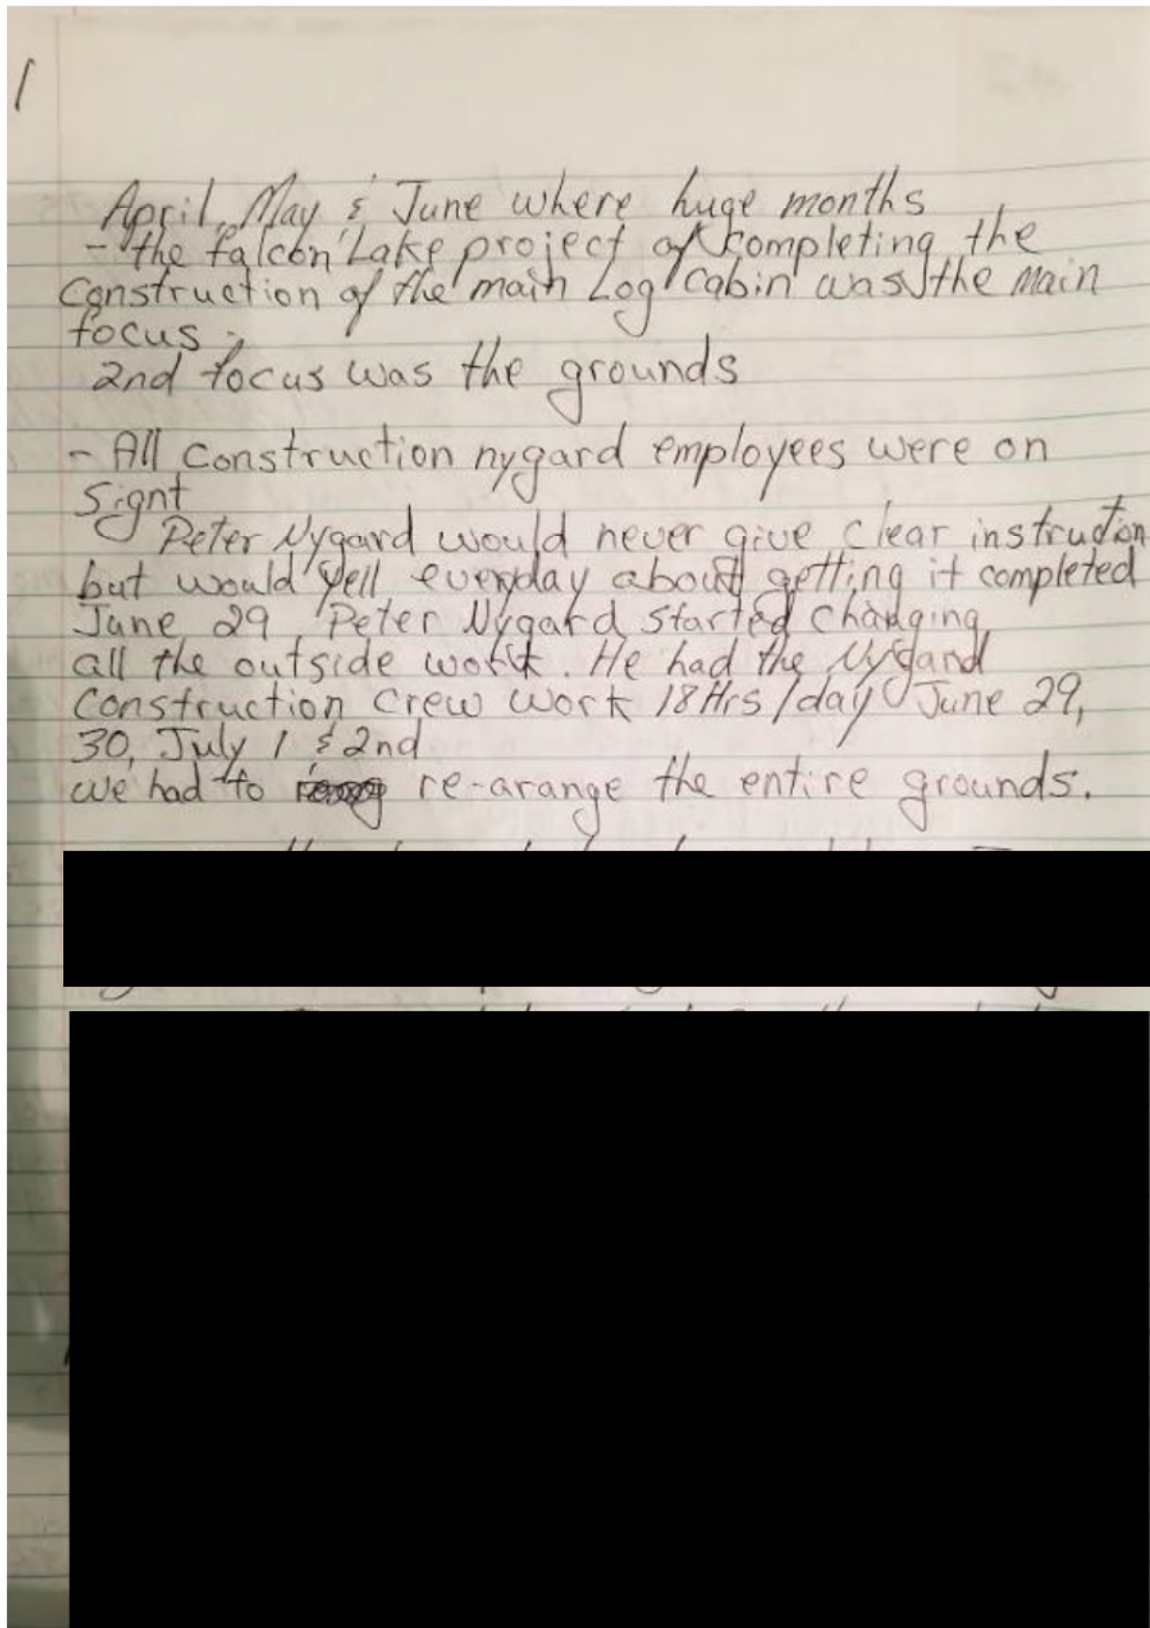 1
April, May & June where huge months
- the falcon Lake project of completing the
Construction of the main Log cabin was the main
focus.
2nd focus was the grounds
- All construction nygard employees were on
Signt
Peter Nygard would never give clear instruction
but would yell everyday about getting it completed
June 29, Peter Nygard started changing
all the outside work. He had the Nygard
Construction Crew work 18Hrs/day June 29,
30, July 1 & 2nd
we had to re-arange the entire grounds.